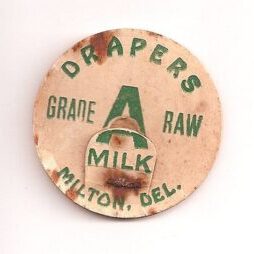 DRAPERS
GRADE A RAW
MILK
MILTON, DEL.